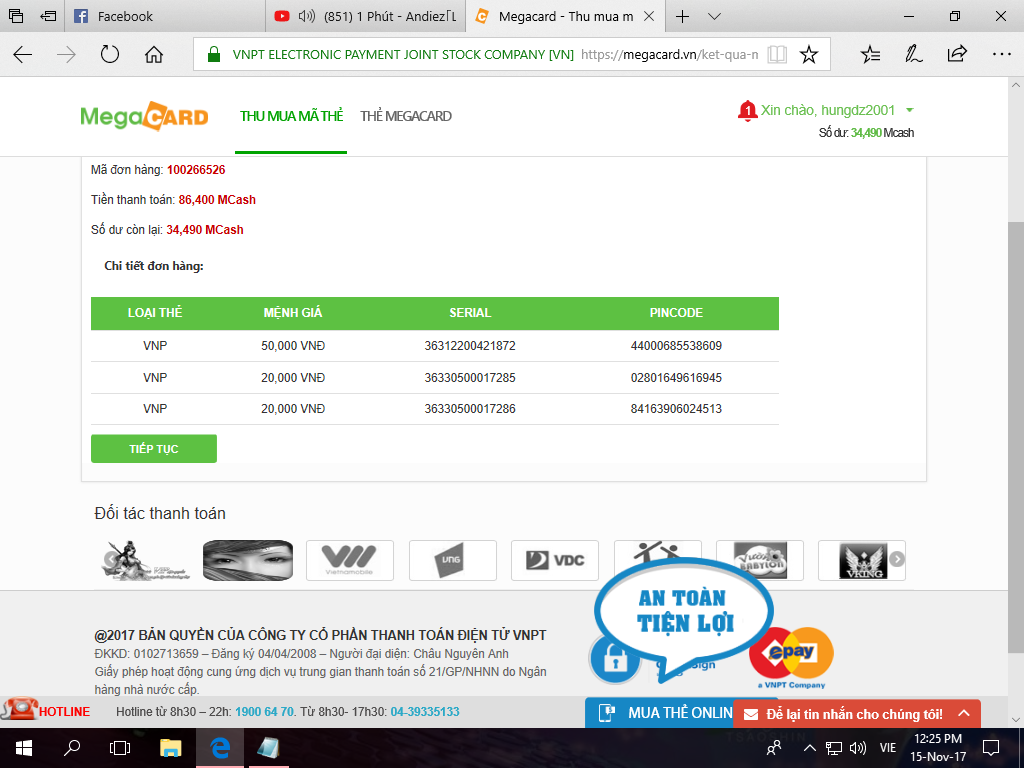 Facebook
(851) 1 Phút - Andiez
Megacard - Thu mua m
VNPT ELECTRONIC PAYMENT JOINT STOCK COMPANY [VN] https://megacard.vn/ket-qua-n
MegaCARD
THU MUA MÃ THẺ
THẺ MEGACARD
1
Xin chào, hungdz2001
Số dư: 34,490 Mcash
Mã đơn hàng: 100266526
Tiền thanh toán: 86,400 MCash
Số dư còn lại: 34,490 MCash
Chi tiết đơn hàng:
LOẠI THẺ MỆNH GIÁ SERIAL PINCODE
VNP 50,000 VNĐ 36312200421872 44000685538609
VNP 20,000 VNĐ 36330500017285 02801649616945
VNP 20,000 VNĐ 36330500017286 84163906024513
TIẾP TỤC
Đối tác thanh toán
Vietnamobile
VNG
VDC
BABYLON
VKING
AN TOÀN
TIỆN LỢI
@2017 BẢN QUYỀN CỦA CÔNG TY CỔ PHẦN THANH TOÁN ĐIỆN TỬ VNPT
ĐKKD: 0102713659 – Đăng ký 04/04/2008 – Người đại diện: Châu Nguyên Anh
Giấy phép hoạt động cung ứng dịch vụ trung gian thanh toán số 21/GP/NHNN do Ngân
hàng nhà nước cấp.
Sign
epay
a VNPT Company
HOTLINE
Hotline từ 8h30 – 22h: 1900 64 70. Từ 8h30- 17h30: 04-39335133
MUA THẺ ONLIN
Để lại tin nhắn cho chúng tôi!
VIE
12:25 PM
15-Nov-17